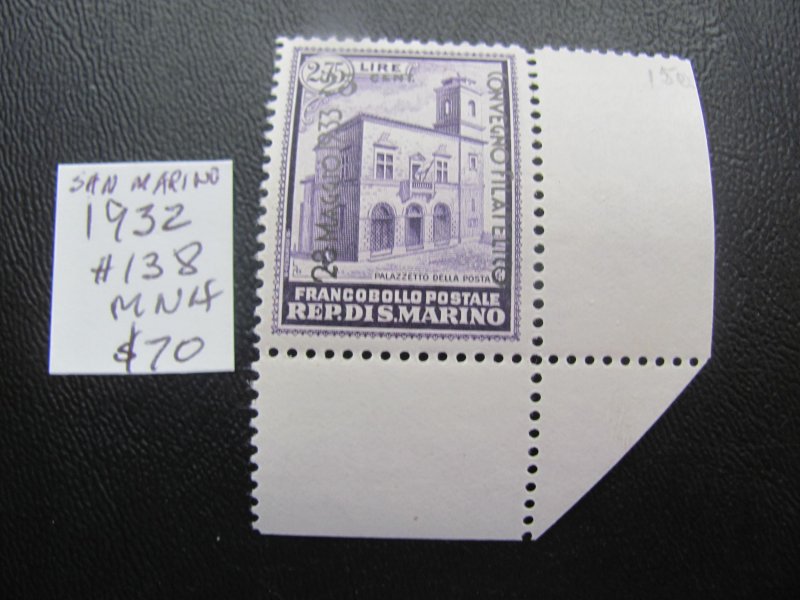 SAN MARINO
1932
#138
MNH
$70
2.75 LIRE
CENT.
28 MAGGIO 1933
CONVEGNO FILATELICO
PALAZZETTO DELLA POSTA
FRANCOBOLLO POSTALE
REP. DI S. MARINO